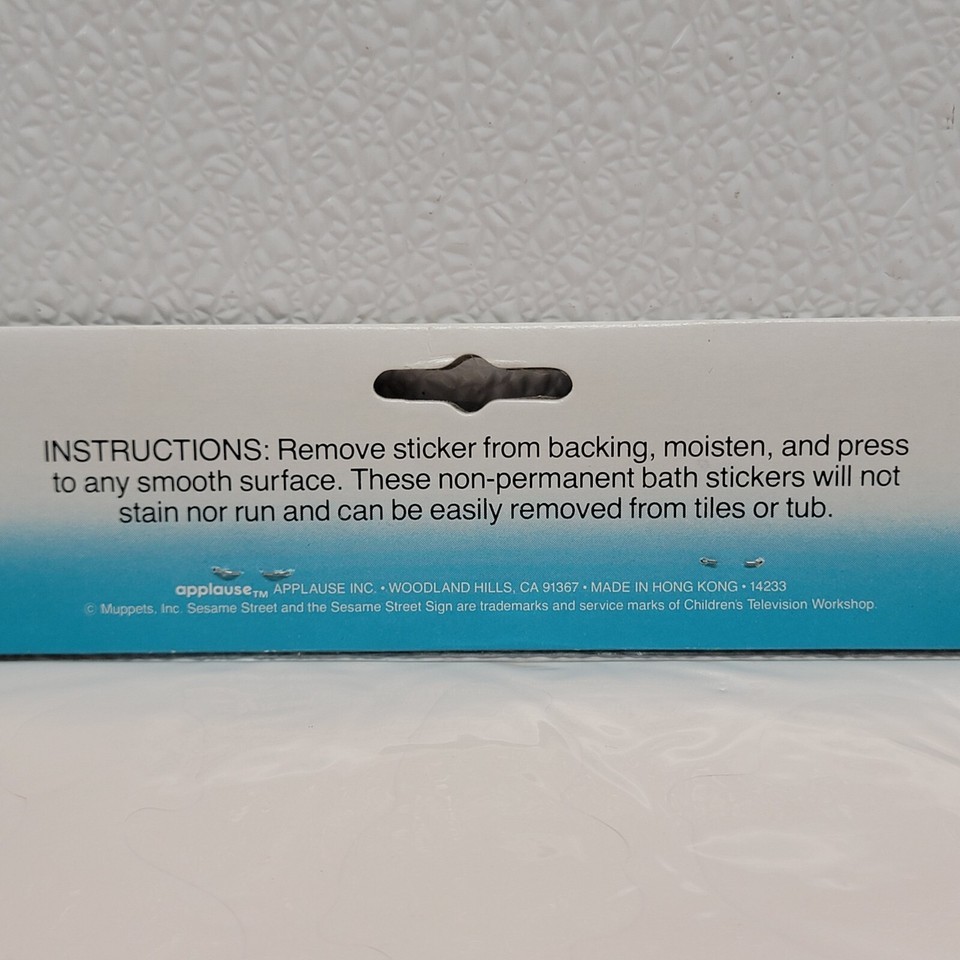 INSTRUCTIONS: Remove sticker from backing, moisten, and press
to any smooth surface. These non-permanent bath stickers will not
stain nor run and can be easily removed from tiles or tub.
applause™ APPLAUSE INC. • WOODLAND HILLS, CA 91367 • MADE IN HONG KONG • 14233
© Muppets, Inc. Sesame Street and the Sesame Street Sign are trademarks and service marks of Children's Television Workshop.